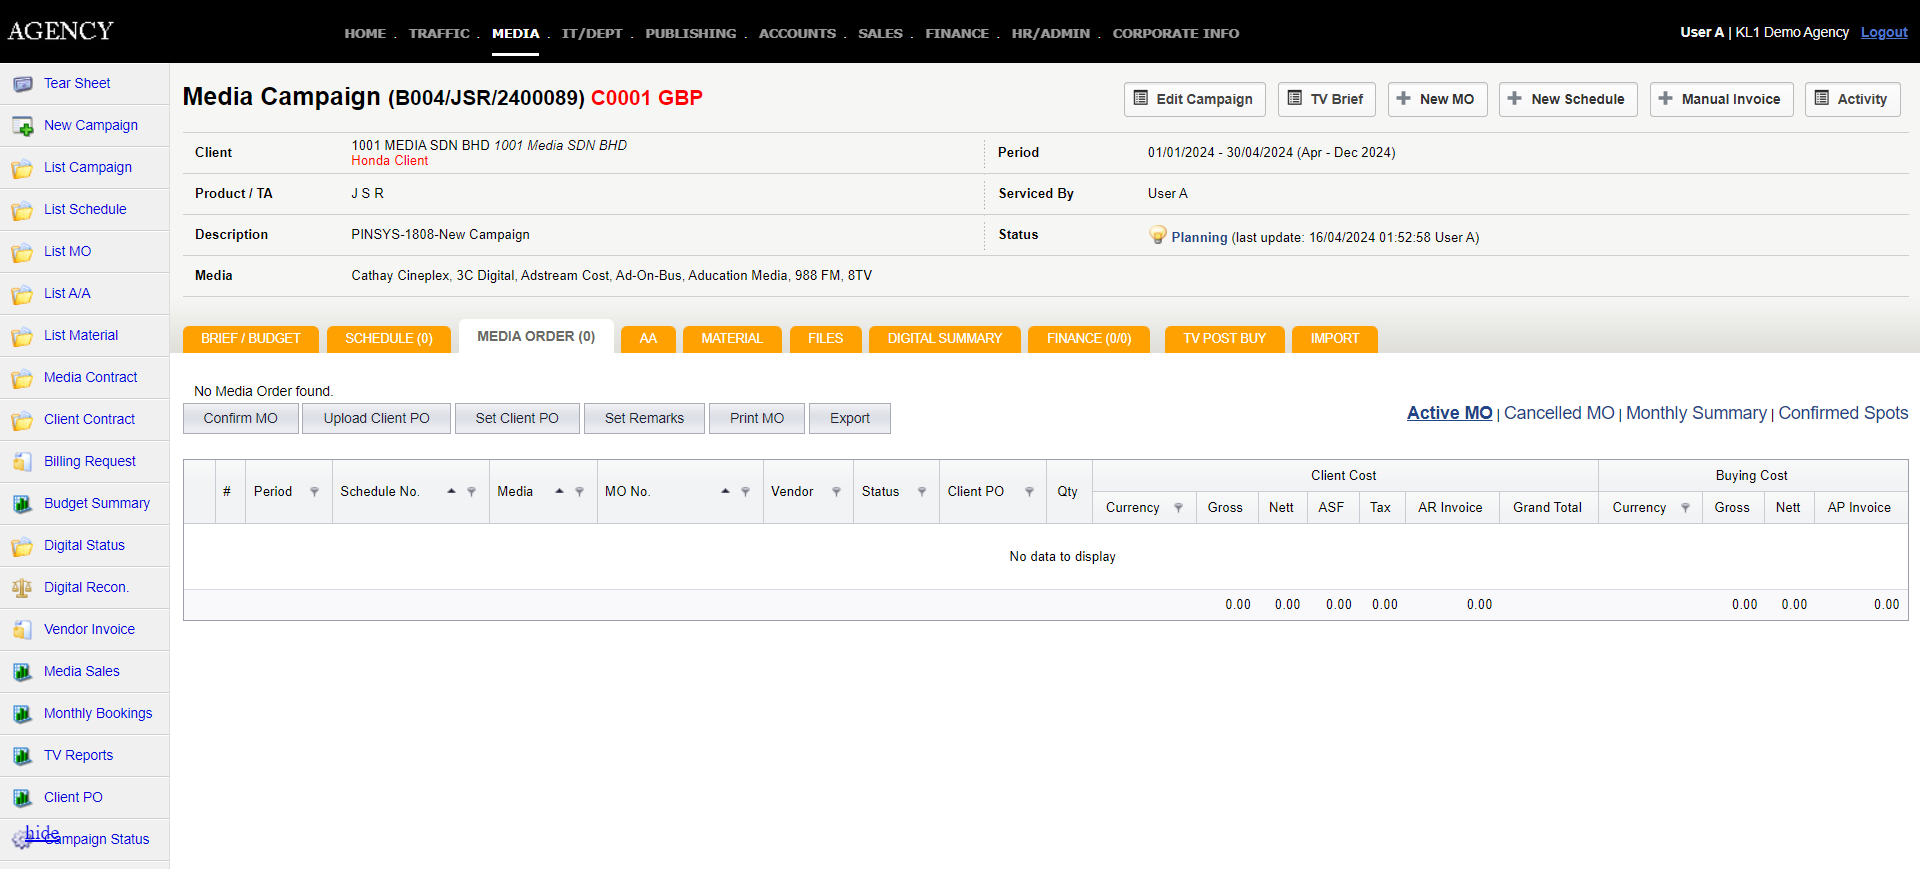 AGENCY
HOME . TRAFFIC . MEDIA . IT/DEPT . PUBLISHING . ACCOUNTS . SALES . FINANCE . HR/ADMIN . CORPORATE INFO
User A | KL1 Demo Agency Logout
Tear Sheet
New Campaign
List Campaign
List Schedule
List MO
List A/A
List Material
Media Contract
Client Contract
Billing Request
Budget Summary
Digital Status
Digital Recon.
Vendor Invoice
Media Sales
Monthly Bookings
TV Reports
Client PO
hide
Campaign Status
Media Campaign (B004/JSR/2400089) C0001 GBP
Edit Campaign TV Brief New MO New Schedule Manual Invoice Activity
Client 1001 MEDIA SDN BHD 1001 Media SDN BHD
Honda Client
Period 01/01/2024 - 30/04/2024 (Apr - Dec 2024)
Product / TA J S R
Serviced By User A
Description PINSYS-1808-New Campaign
Status Planning (last update: 16/04/2024 01:52:58 User A)
Media Cathay Cineplex, 3C Digital, Adstream Cost, Ad-On-Bus, Aducation Media, 988 FM, 8TV
BRIEF / BUDGET SCHEDULE (0) MEDIA ORDER (0) AA MATERIAL FILES DIGITAL SUMMARY FINANCE (0/0) TV POST BUY IMPORT
No Media Order found.
Confirm MO Upload Client PO Set Client PO Set Remarks Print MO Export
Active MO | Cancelled MO | Monthly Summary | Confirmed Spots
# Period Schedule No. Media MO No. Vendor Status Client PO Qty Client Cost Buying Cost
Currency Gross Nett ASF Tax AR Invoice Grand Total Currency Gross Nett AP Invoice
No data to display
0.00 0.00 0.00 0.00 0.00 0.00 0.00 0.00